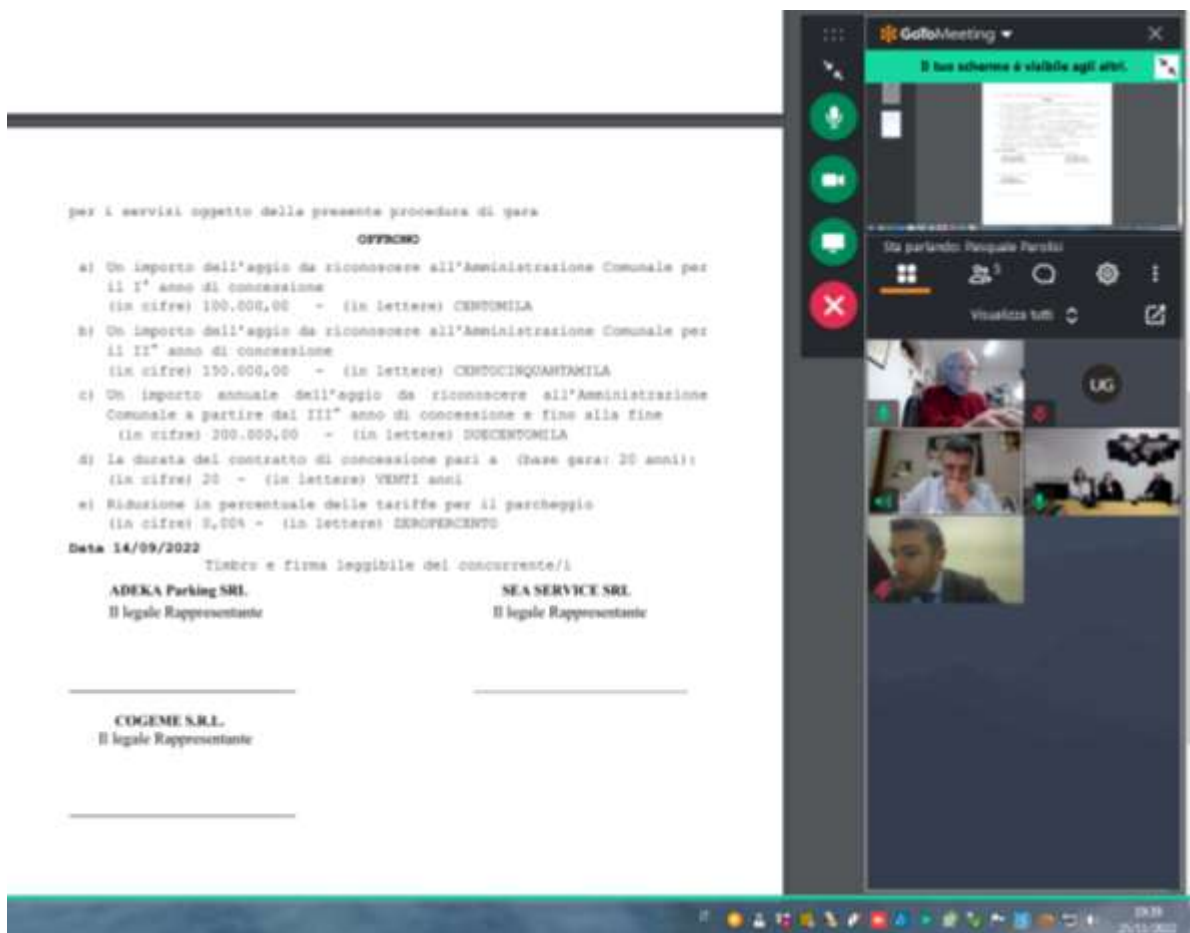 per i servizi oggetto della presente procedura di gara
OFFRONO
a) Un importo dell'aggio da riconoscere all'Amministrazione Comunale per
il I° anno di concessione
(in cifre) 100.000,00 - (in lettere) CENTOMILA
b) Un importo dell'aggio da riconoscere all'Amministrazione Comunale per
il II° anno di concessione
(in cifre) 150.000,00 - (in lettere) CENTOCINQUANTAMILA
c) Un importo annuale dell'aggio da riconoscere all'Amministrazione
Comunale a partire dal III° anno di concessione e fino alla fine
(in cifre) 200.000,00 - (in lettere) DUECENTOMILA
d) La durata del contratto di concessione pari a (base gara: 20 anni):
(in cifre) 20 - (in lettere) VENTI anni
e) Riduzione in percentuale delle tariffe per il parcheggio
(in cifre) 0,00% - (in lettere) ZEROPERCENTO
Data 14/09/2022
Timbro e firma leggibile del concorrente/i
ADEKA Parking SRL
SEA SERVICE SRL
Il legale Rappresentante
Il legale Rappresentante
COGEME S.R.L.
Il legale Rappresentante
GoToMeeting
Il tuo schermo è visibile agli altri.
Sta parlando: Pasquale Parolisi
5
Visualizza tutti
UG
IT
19:39
25/11/2022